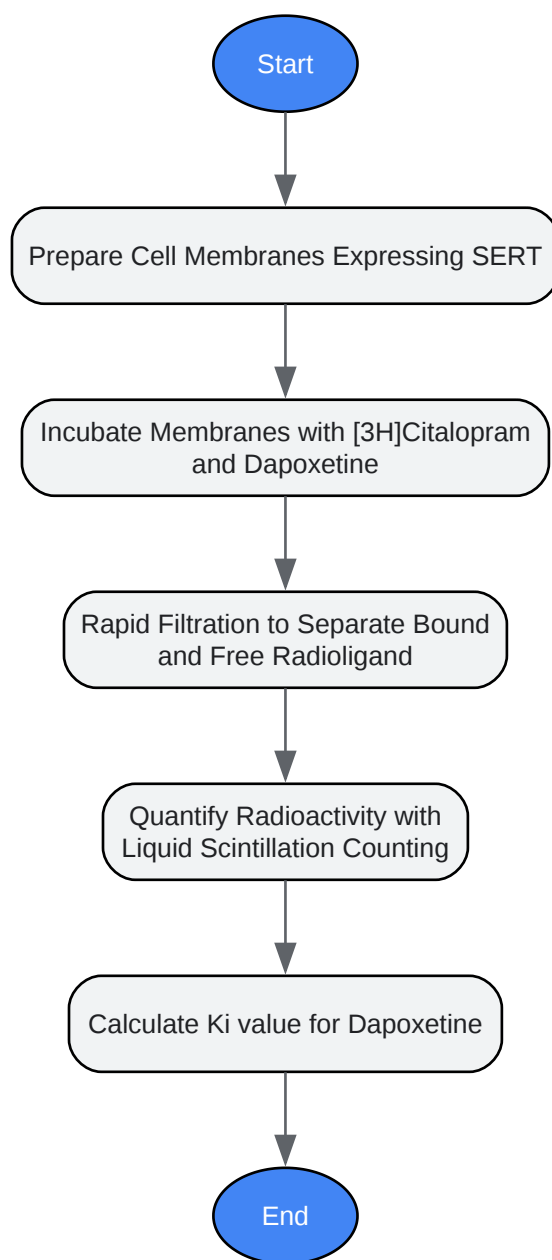 Start
Prepare Cell Membranes Expressing SERT
Incubate Membranes with [3H]Citalopram
and Dapoxetine
Rapid Filtration to Separate Bound
and Free Radioligand
Quantify Radioactivity with
Liquid Scintillation Counting
Calculate Ki value for Dapoxetine
End